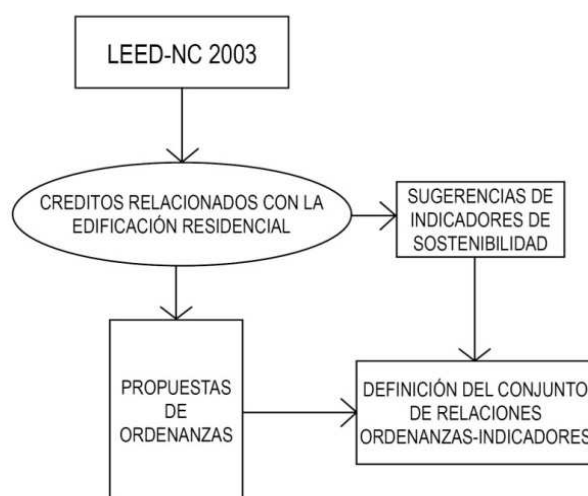 LEED-NC 2003
CREDITOS RELACIONADOS CON LA
EDIFICACIÓN RESIDENCIAL
SUGERENCIAS DE
INDICADORES DE
SOSTENIBILIDAD
PROPUESTAS
DE
ORDENANZAS
DEFINICIÓN DEL CONJUNTO
DE RELACIONES
ORDENANZAS-INDICADORES